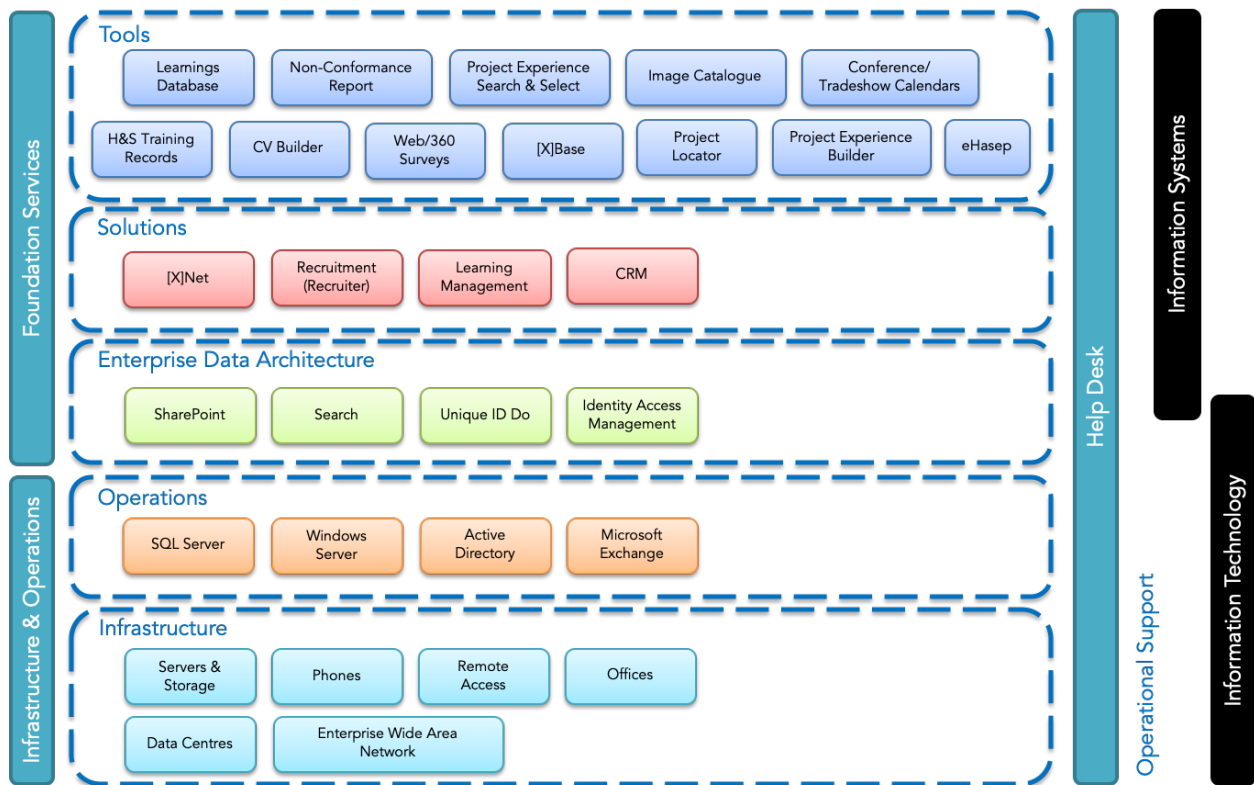 Foundation Services
Tools
Learnings
Database
Non-Conformance
Report
Project Experience
Search & Select
Image Catalogue
Conference/
Tradeshow Calendars
H&S Training
Records
CV Builder
Web/360
Surveys
[X]Base
Project
Locator
Project Experience
Builder
eHasep
Solutions
[X]Net
Recruitment
(Recruiter)
Learning
Management
CRM
Enterprise Data Architecture
SharePoint
Search
Unique ID Do
Identity Access
Management
Infrastructure & Operations
Operations
SQL Server
Windows
Server
Active
Directory
Microsoft
Exchange
Infrastructure
Servers &
Storage
Phones
Remote
Access
Offices
Data Centres
Enterprise Wide Area
Network
Help Desk
Operational Support
Information Systems
Information Technology